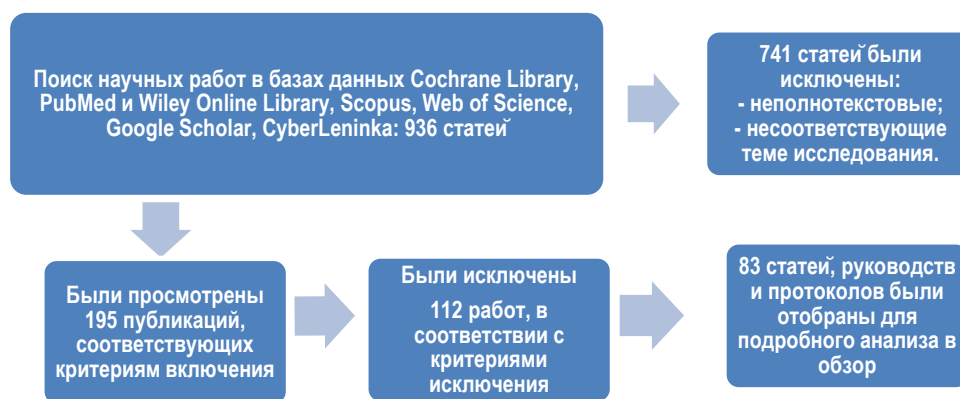 Поиск научных работ в базах данных Cochrane Library,
PubMed и Wiley Online Library, Scopus, Web of Science,
Google Scholar, CyberLeninka: 936 статей
741 статей были
исключены:
- неполнотекстовые;
- несоответствующие
теме исследования.
Были просмотрены
195 публикаций,
соответствующих
критериям включения
Были исключены
112 работ, в
соответствии с
критериями
исключения
83 статей, руководств
и протоколов были
отобраны для
подробного анализа в
обзор